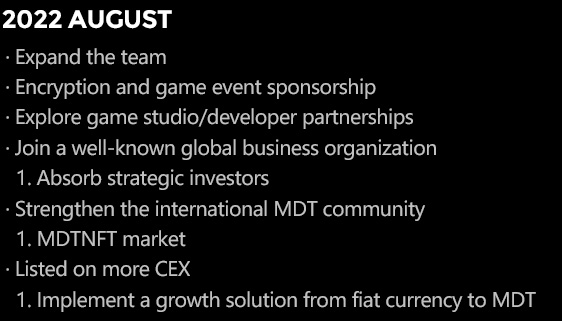 2022 AUGUST
· Expand the team
· Encryption and game event sponsorship
· Explore game studio/developer partnerships
· Join a well-known global business organization
1. Absorb strategic investors
· Strengthen the international MDT community
1. MDTNFT market
· Listed on more CEX
1. Implement a growth solution from fiat currency to MDT